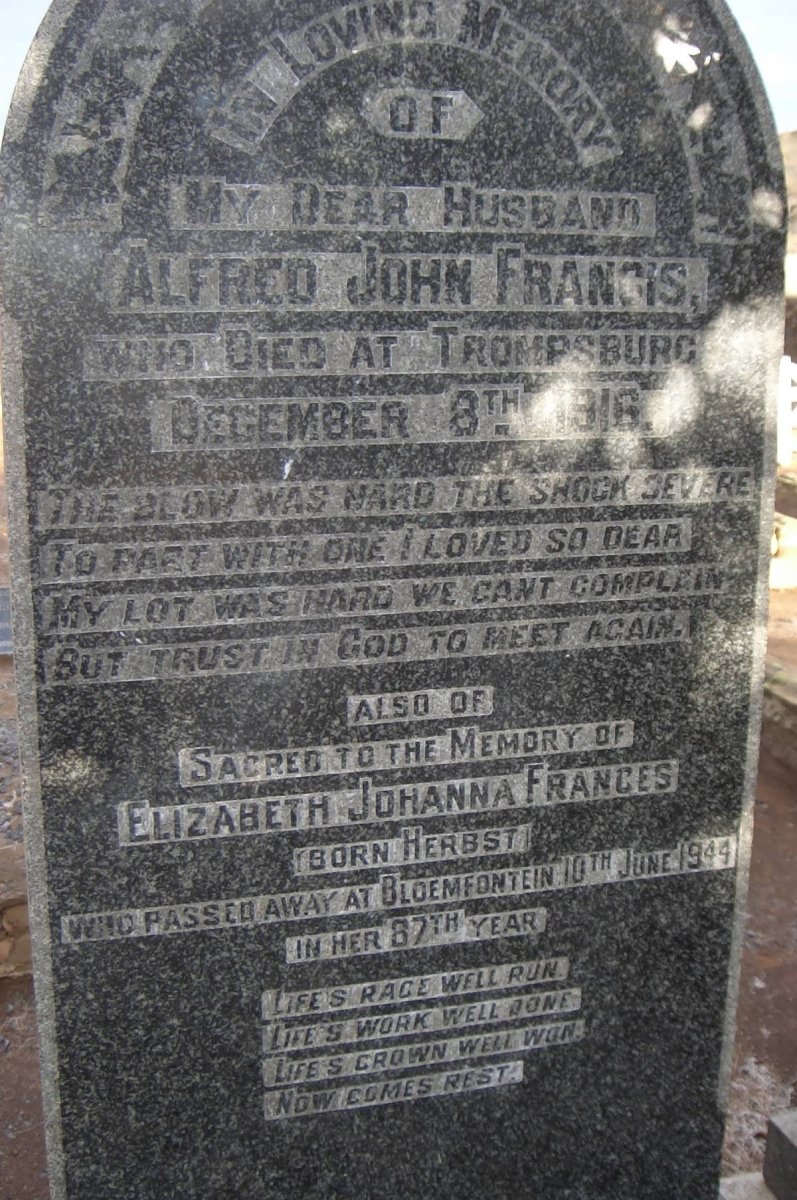 IN LOVING MEMORY
OF
MY DEAR HUSBAND
ALFRED JOHN FRANCIS,
WHO DIED AT TROMPSBURG
DECEMBER 8TH 1916.
THE BLOW WAS HARD THE SHOCK SEVERE
TO PART WITH ONE I LOVED SO DEAR
MY LOT WAS HARD WE CANT COMPLEIN
BUT TRUST IN GOD TO MEET AGAIN.
ALSO OF
SACRED TO THE MEMORY OF
ELIZABETH JOHANNA FRANCES
(BORN HERBST)
WHO PASSED AWAY AT BLOEMFONTEIN 10TH JUNE 1944
IN HER 87TH YEAR
LIFE'S RACE WELL RUN.
LIFE'S WORK WELL DONE.
LIFE'S CROWN WELL WON.
NOW COMES REST.